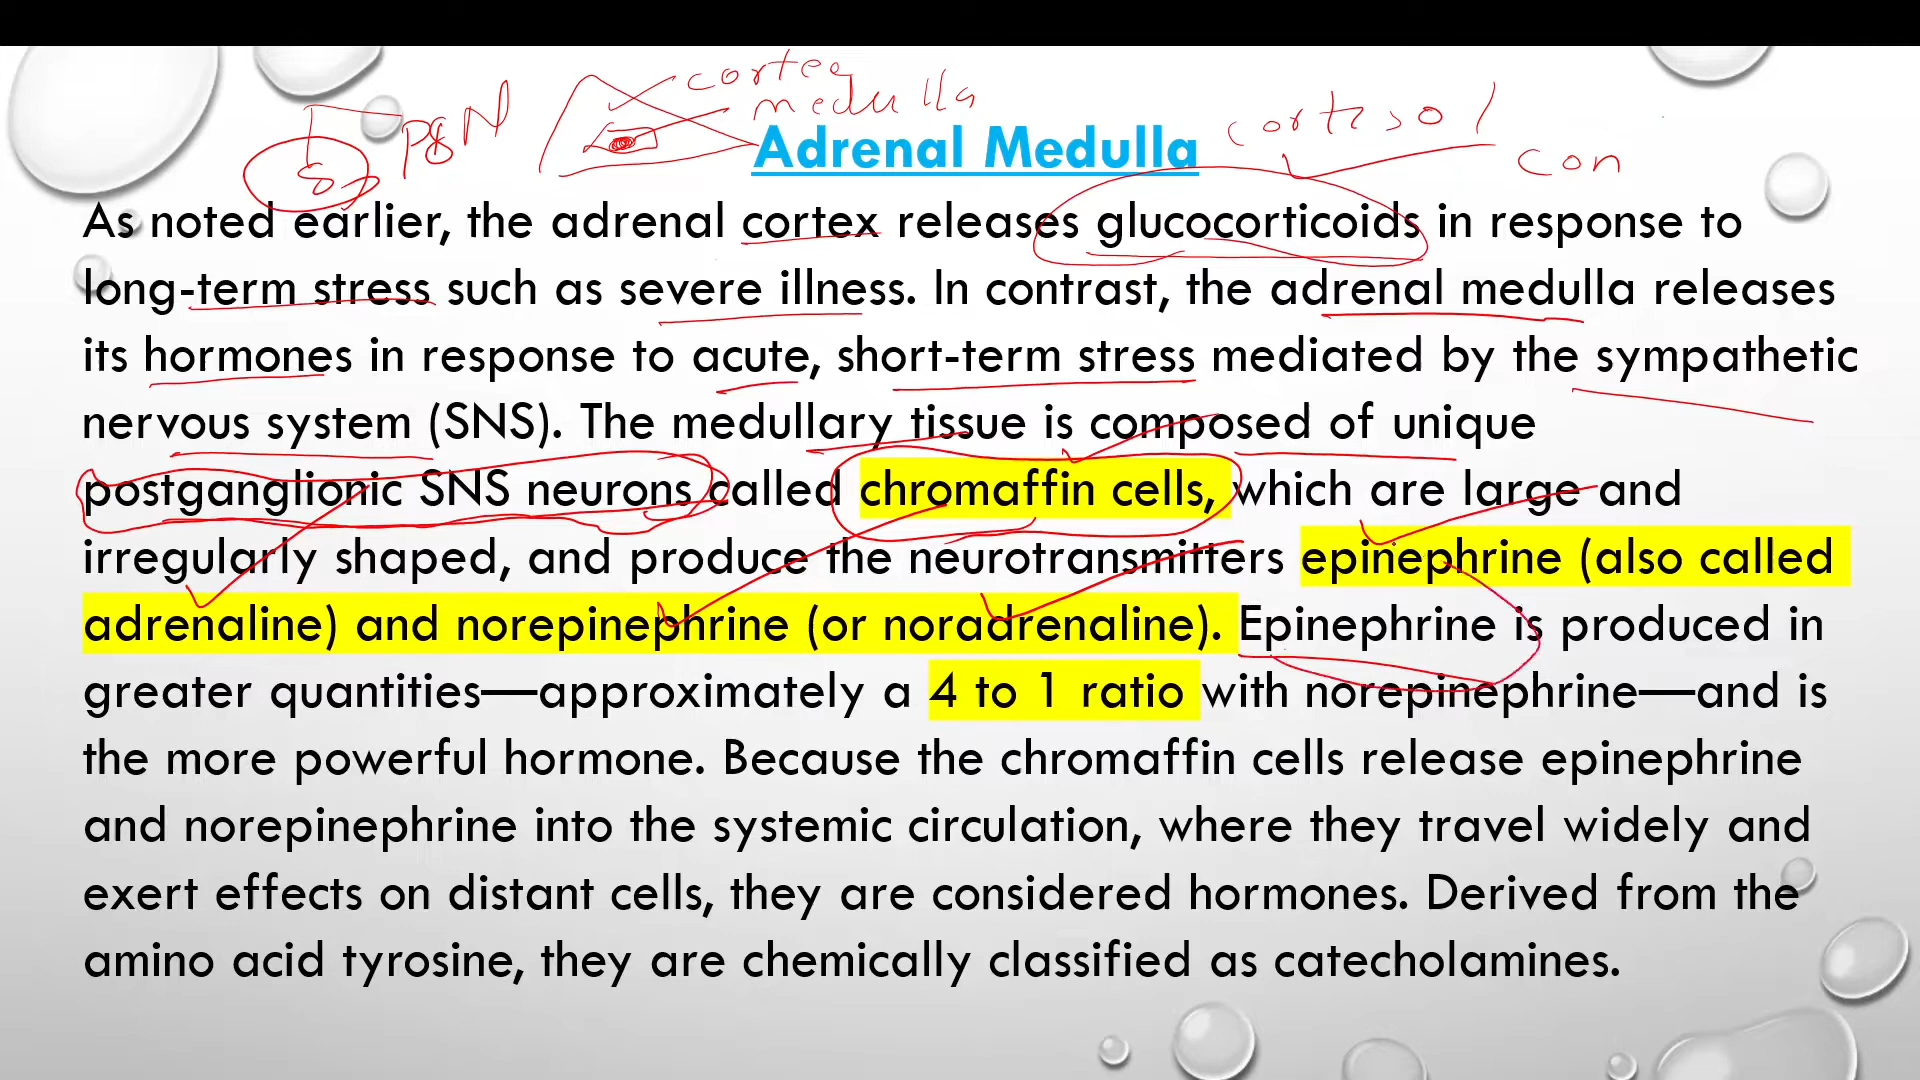 cortex
medulla
PGN
Adrenal Medulla
cortisol
con
As noted earlier, the adrenal cortex releases glucocorticoids in response to
long-term stress such as severe illness. In contrast, the adrenal medulla releases
its hormones in response to acute, short-term stress mediated by the sympathetic
nervous system (SNS). The medullary tissue is composed of unique
postganglionic SNS neurons called chromaffin cells, which are large and
irregularly shaped, and produce the neurotransmitters epinephrine (also called
adrenaline) and norepinephrine (or noradrenaline). Epinephrine is produced in
greater quantities—approximately a 4 to 1 ratio with norepinephrine—and is
the more powerful hormone. Because the chromaffin cells release epinephrine
and norepinephrine into the systemic circulation, where they travel widely and
exert effects on distant cells, they are considered hormones. Derived from the
amino acid tyrosine, they are chemically classified as catecholamines.